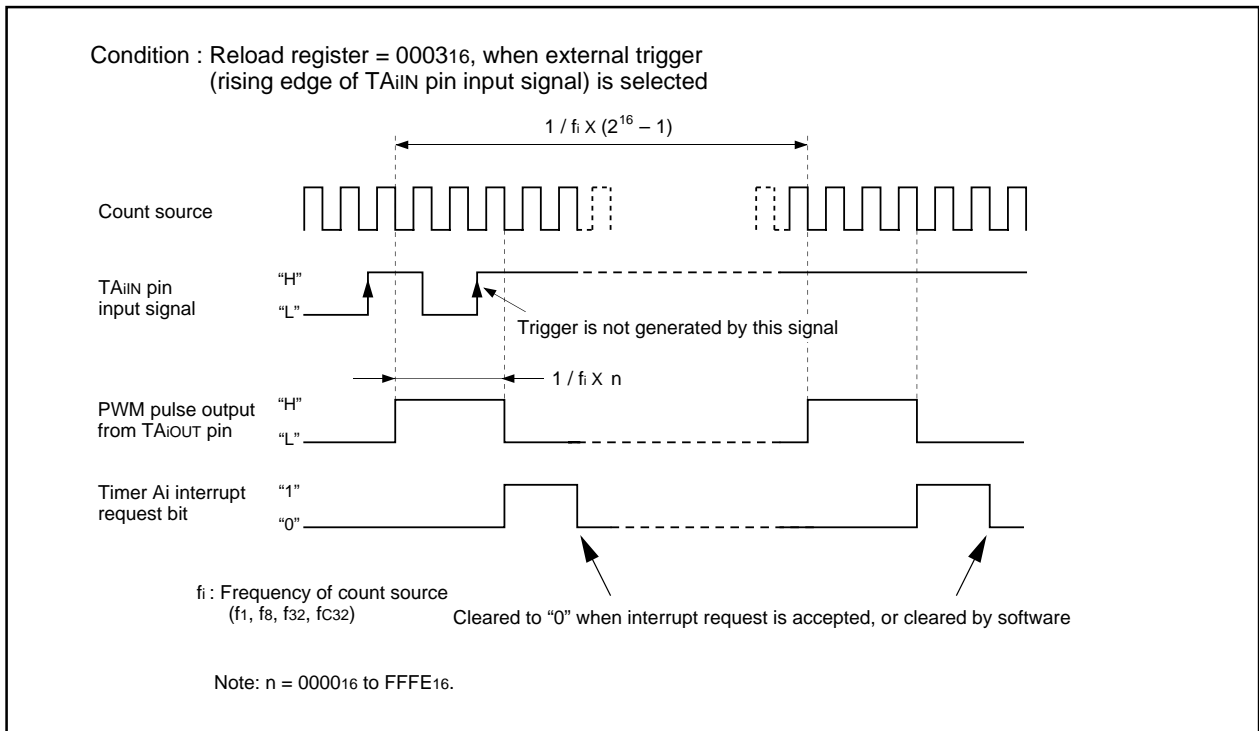 Condition : Reload register = 000316, when external trigger
(rising edge of TAiIN pin input signal) is selected
1 / fi X (2^16 – 1)
Count source
TAiIN pin
input signal
“H”
“L”
Trigger is not generated by this signal
1 / fi X n
PWM pulse output
from TAiOUT pin
“H”
“L”
Timer Ai interrupt
request bit
“1”
“0”
fi : Frequency of count source
(f1, f8, f32, fC32)
Cleared to “0” when interrupt request is accepted, or cleared by software
Note: n = 000016 to FFFE16.